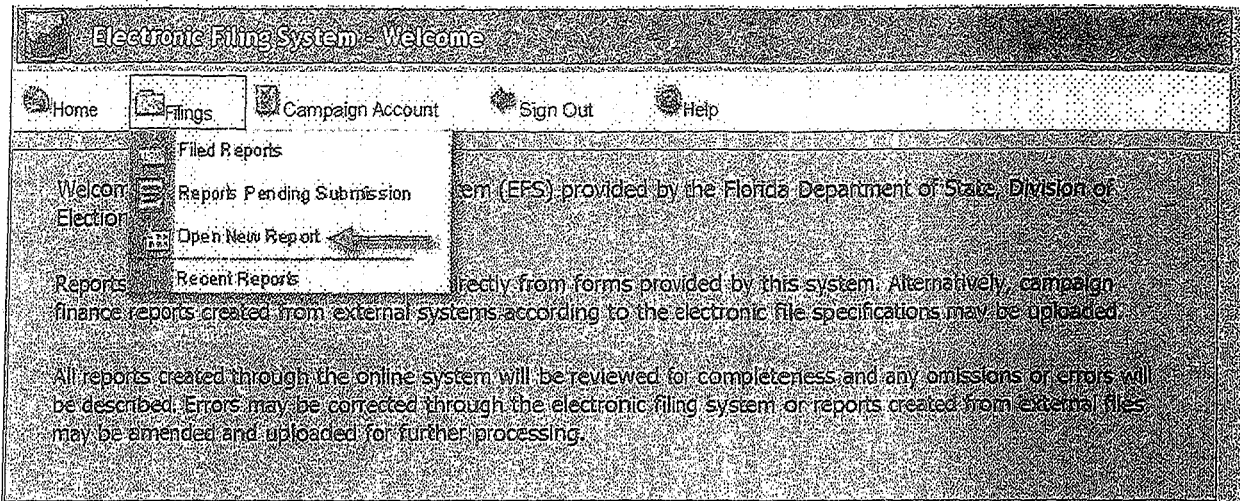 Electronic Filing System - Welcome
Home Filings Campaign Account Sign Out Help
Filed Reports
Reports Pending Submission
Open New Report
Recent Reports
Welcom em (EFS) provided by the Florida Department of State, Division of
Election
Reports rectly from forms provided by this system. Alternatively, campaign
finance reports created from external systems according to the electronic file specifications may be uploaded.
All reports created through the online system will be reviewed for completeness and any omissions or errors will
be described. Errors may be corrected through the electronic filing system or reports created from external files
may be amended and uploaded for further processing.